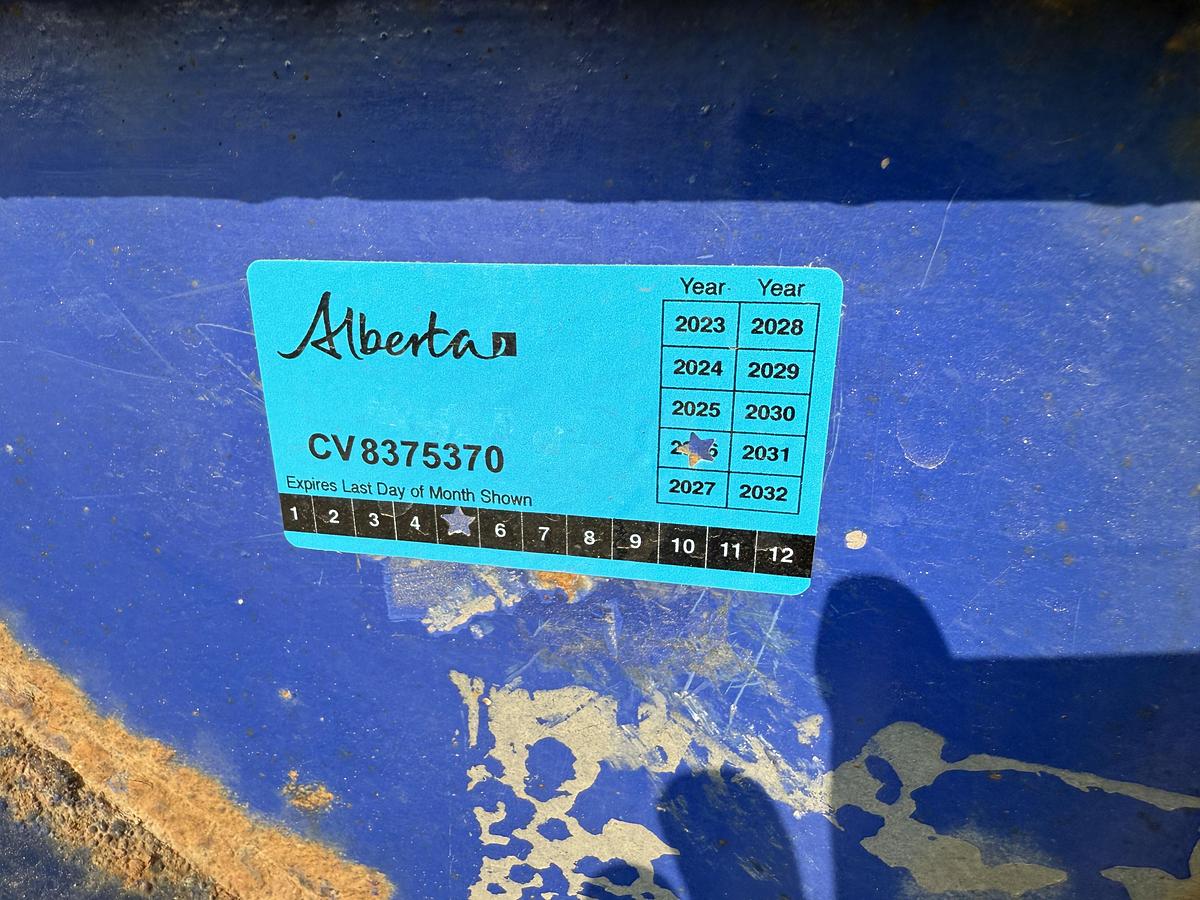 Alberta
Year Year
2023 2028
2024 2029
2025 2030
2031
2027 2032
CV8375370
Expires Last Day of Month Shown
1 2 3 4 6 7 8 9 10 11 12